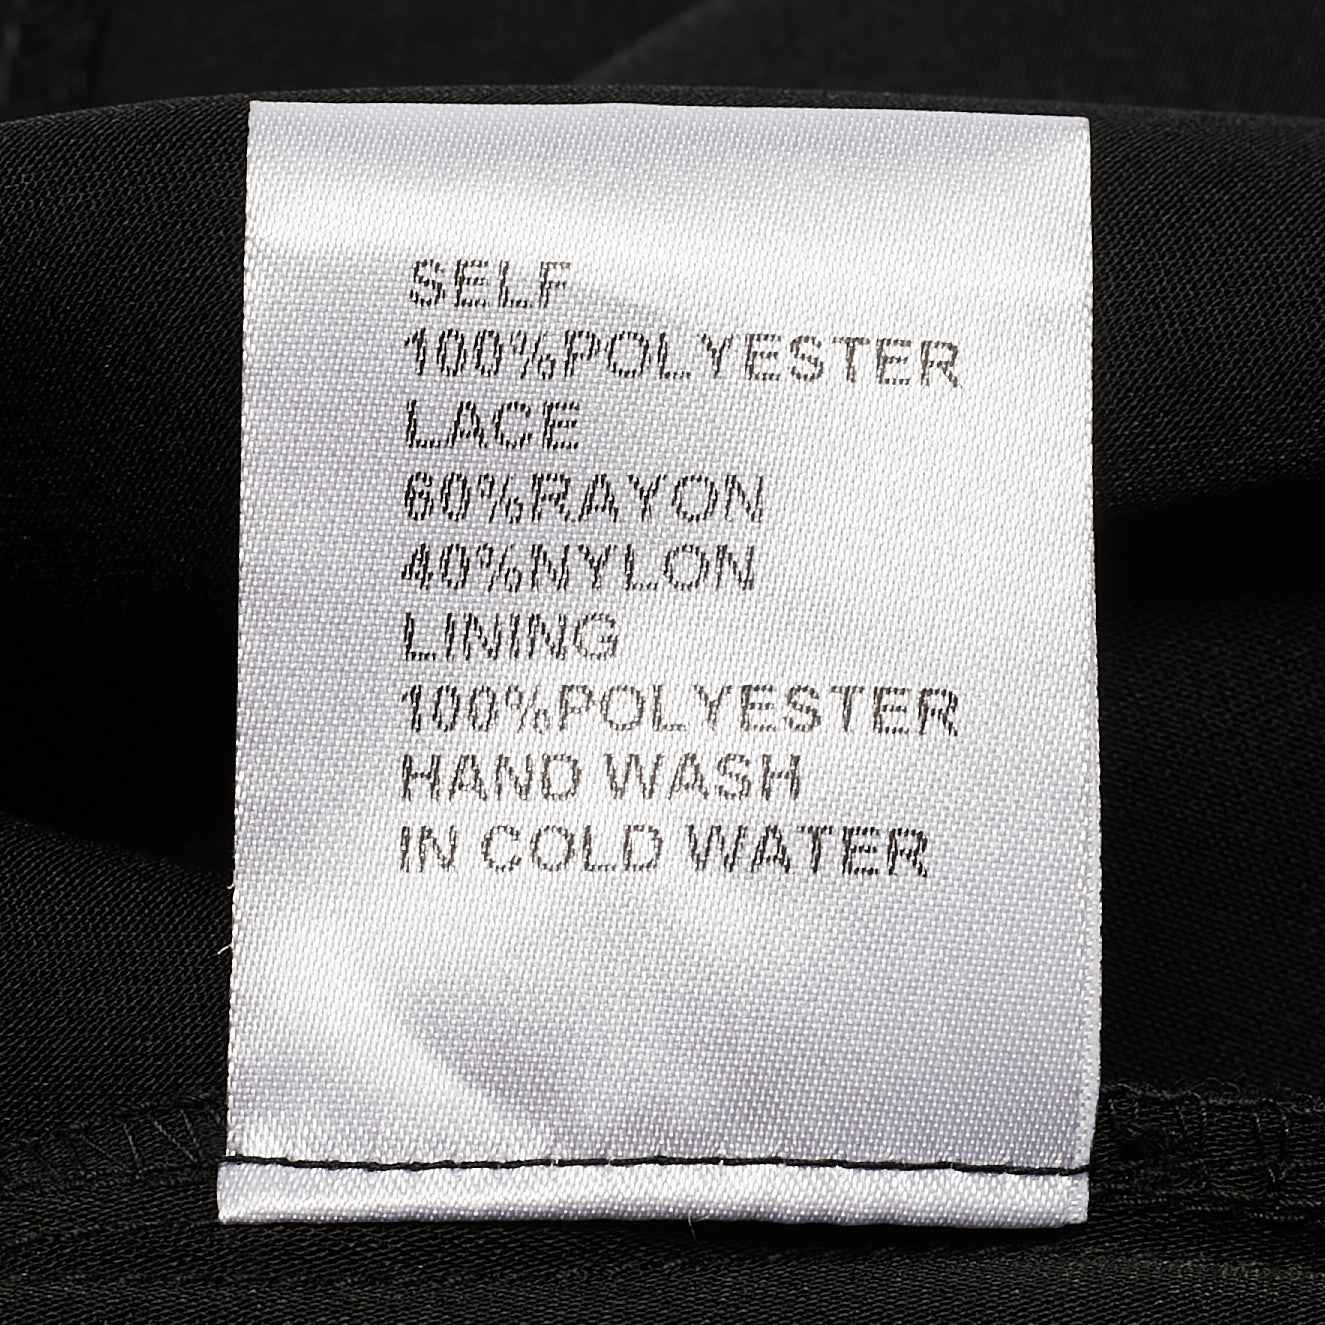 SELF
100%POLYESTER
LACE
60%RAYON
40%NYLON
LINING
100%POLYESTER
HAND WASH
IN COLD WATER